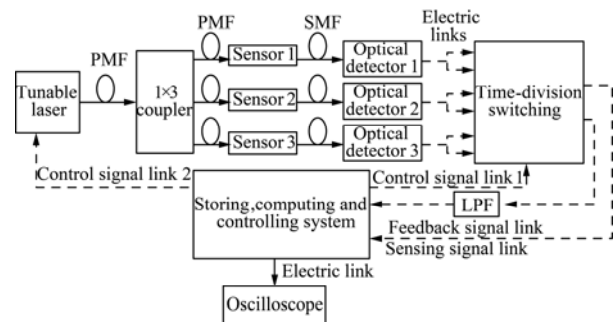 PMF
SMF
Electric
links
PMF
Sensor 1
Optical
detector 1
Tunable
laser
1×3
coupler
Sensor 2
Optical
detector 2
Time-division
switching
Sensor 3
Optical
detector 3
Control signal link 2
Control signal link 1
Storing,computing and
controlling system
LPF
Feedback signal link
Sensing signal link
Electric link
Oscilloscope